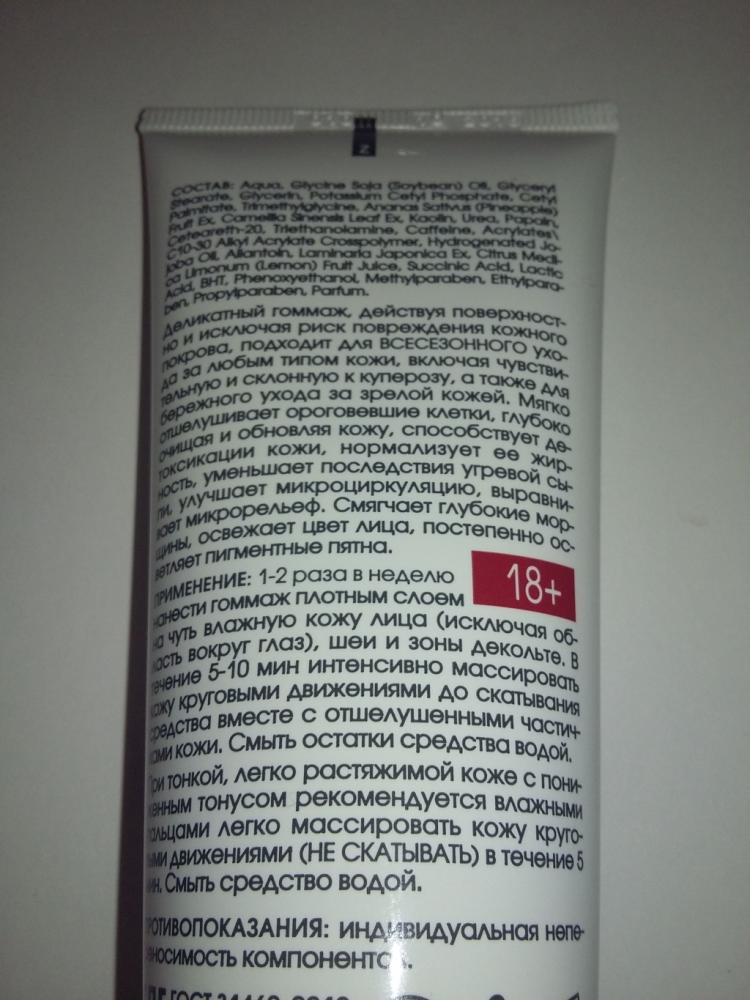 СОСТАВ: Aqua, Glycine Soja (Soybean) Oil, Glyceryl
Stearate, Glycerin, Potassium Cetyl Phosphate, Cetyl
Palmitate, Trimethylglycine, Ananas Sativus (Pineapple)
Fruit Ex, Camellia Sinensis Leaf Ex, Kaolin, Urea, Papain,
Ceteareth-20, Triethanolamine, Caffeine, Acrylates\
C10-30 Alkyl Acrylate Crosspolymer, Hydrogenated Jo-
joba Oil, Allantoin, Laminaria Japonica Ex, Citrus Medi-
ca Limonum (Lemon) Fruit Juice, Succinic Acid, Lactic
Acid, BHT, Phenoxyethanol, Methylparaben, Ethylpara-
ben, Propylparaben, Parfum.
Деликатный гоммаж, действуя поверхност-
но и исключая риск повреждения кожного
покрова, подходит для ВСЕСЕЗОННОГО ухо-
да за любым типом кожи, включая чувстви-
тельную и склонную к куперозу, а также для
бережного ухода за зрелой кожей. Мягко
отшелушивает ороговевшие клетки, глубоко
очищая и обновляя кожу, способствует де-
токсикации кожи, нормализует ее жир-
ность, уменьшает последствия угревой сы-
пи, улучшает микроциркуляцию, выравни-
вает микрорельеф. Смягчает глубокие мор-
щины, освежает цвет лица, постепенно ос-
ветляет пигментные пятна.
ПРИМЕНЕНИЕ: 1-2 раза в неделю
нанести гоммаж плотным слоем
18+
на чуть влажную кожу лица (исключая об-
ласть вокруг глаз), шеи и зоны декольте. В
течение 5-10 мин интенсивно массировать
кожу круговыми движениями до скатывания
средства вместе с отшелушенными частич-
ками кожи. Смыть остатки средства водой.
При тонкой, легко растяжимой коже с пони-
женным тонусом рекомендуется влажными
пальцами легко массировать кожу круго-
выми движениями (НЕ СКАТЫВАТЬ) в течение 5
мин. Смыть средство водой.
ПРОТИВОПОКАЗАНИЯ: индивидуальная непе-
реносимость компонентов.
ГОСТ